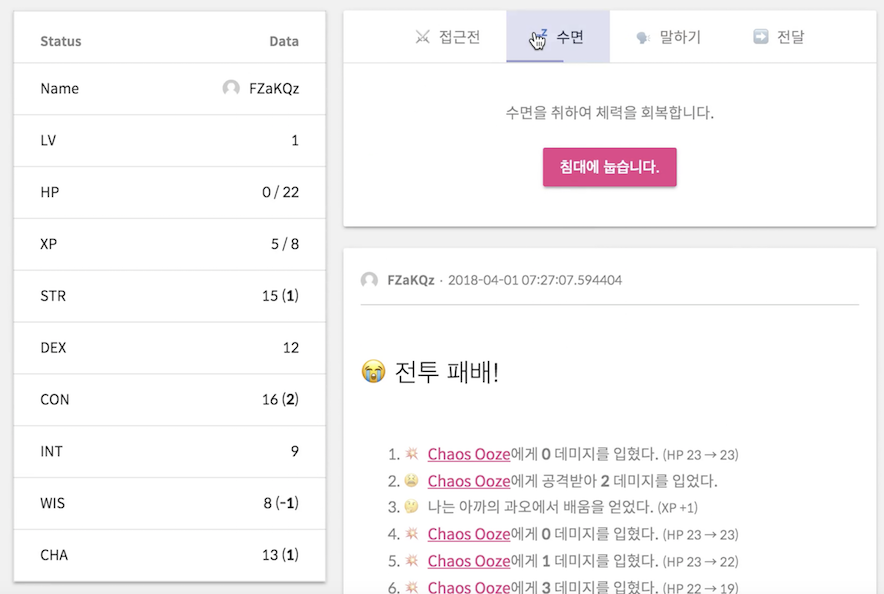 Status Data
Name FZaKQz
LV 1
HP 0 / 22
XP 5 / 8
STR 15 (1)
DEX 12
CON 16 (2)
INT 9
WIS 8 (-1)
CHA 13 (1)
접근전 수면 말하기 전달
수면을 취하여 체력을 회복합니다.
침대에 눕습니다.
FZaKQz · 2018-04-01 07:27:07.594404
😭 전투 패배!
1. 💥 Chaos Ooze에게 0 데미지를 입혔다. (HP 23 → 23)
2. 😫 Chaos Ooze에게 공격받아 2 데미지를 입었다.
3. 🤔 나는 아까의 과오에서 배움을 얻었다. (XP +1)
4. 💥 Chaos Ooze에게 0 데미지를 입혔다. (HP 23 → 23)
5. 💥 Chaos Ooze에게 1 데미지를 입혔다. (HP 23 → 22)
6. 💥 Chaos Ooze에게 3 데미지를 입혔다. (HP 22 → 19)